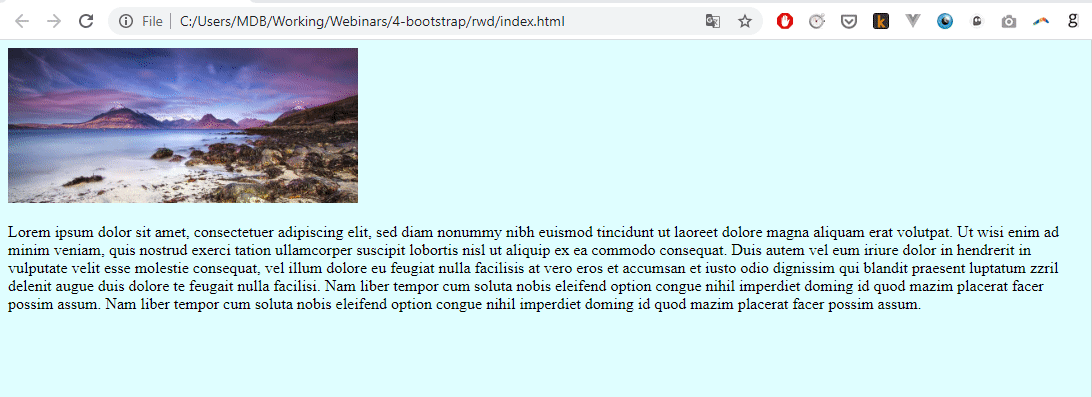 File | C:/Users/MDB/Working/Webinars/4-bootstrap/rwd/index.html
Lorem ipsum dolor sit amet, consectetuer adipiscing elit, sed diam nonummy nibh euismod tincidunt ut laoreet dolore magna aliquam erat volutpat. Ut wisi enim ad
minim veniam, quis nostrud exerci tation ullamcorper suscipit lobortis nisl ut aliquip ex ea commodo consequat. Duis autem vel eum iriure dolor in hendrerit in
vulputate velit esse molestie consequat, vel illum dolore eu feugiat nulla facilisis at vero eros et accumsan et iusto odio dignissim qui blandit praesent luptatum zzril
delenit augue duis dolore te feugait nulla facilisi. Nam liber tempor cum soluta nobis eleifend option congue nihil imperdiet doming id quod mazim placerat facer
possim assum. Nam liber tempor cum soluta nobis eleifend option congue nihil imperdiet doming id quod mazim placerat facer possim assum.